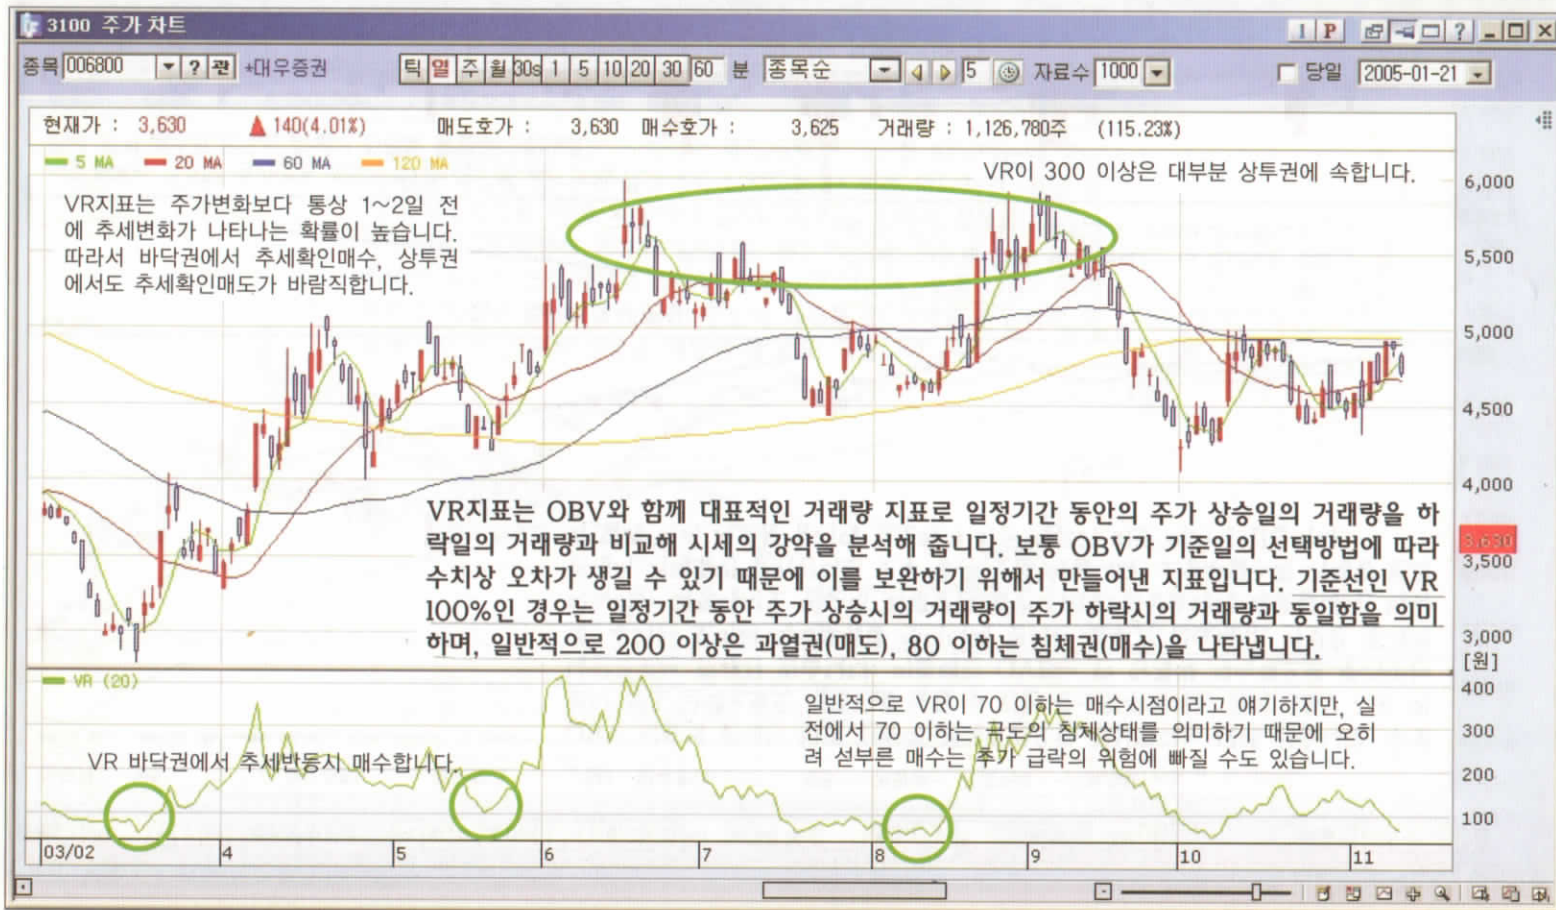 3100 주가 차트
I P ?
종목 006800 ? 관 *대우증권 틱 일 주 월 30s 1 5 10 20 30 60 분 종목순 5 자료수 1000 당일 2005-01-21
현재가 : 3,630 ▲ 140(4.01%) 매도호가 : 3,630 매수호가 : 3,625 거래량 : 1,126,780주 (115.23%)
5 MA 20 MA 60 MA 120 MA
VR이 300 이상은 대부분 상투권에 속합니다.
VR지표는 주가변화보다 통상 1~2일 전
에 추세변화가 나타나는 확률이 높습니다.
따라서 바닥권에서 추세확인매수, 상투권
에서도 추세확인매도가 바람직합니다.
6,000
5,500
5,000
4,500
4,000
3,630
3,500
3,000
[원]
VR지표는 OBV와 함께 대표적인 거래량 지표로 일정기간 동안의 주가 상승일의 거래량을 하
락일의 거래량과 비교해 시세의 강약을 분석해 줍니다. 보통 OBV가 기준일의 선택방법에 따라
수치상 오차가 생길 수 있기 때문에 이를 보완하기 위해서 만들어낸 지표입니다. 기준선인 VR
100%인 경우는 일정기간 동안 주가 상승시의 거래량이 주가 하락시의 거래량과 동일함을 의미
하며, 일반적으로 200 이상은 과열권(매도), 80 이하는 침체권(매수)을 나타냅니다.
VR (20)
일반적으로 VR이 70 이하는 매수시점이라고 얘기하지만, 실
전에서 70 이하는 극도의 침체상태를 의미하기 때문에 오히
려 섣부른 매수는 주가 급락의 위험에 빠질 수도 있습니다.
VR 바닥권에서 추세반등시 매수합니다.
400
300
200
100
03/02 4 5 6 7 8 9 10 11